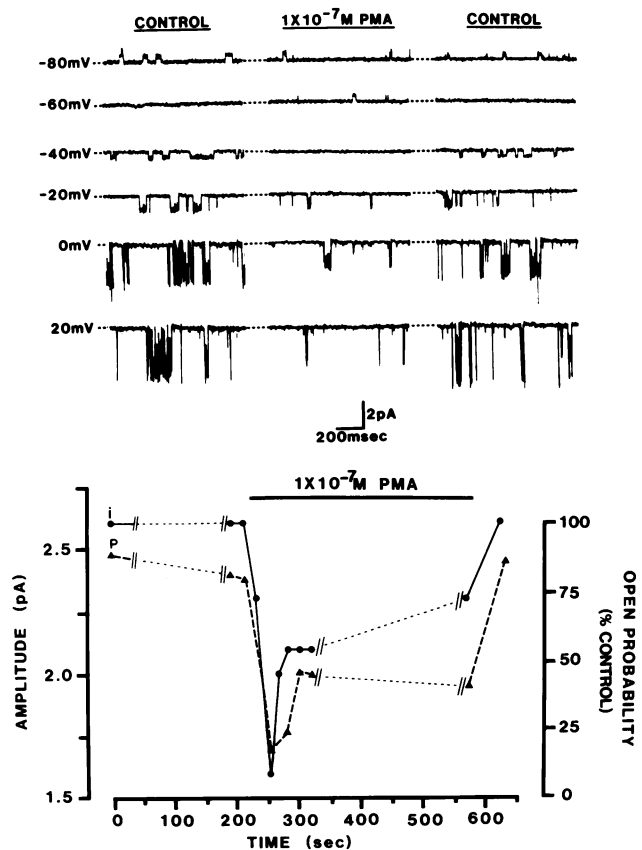 CONTROL 1X10⁻⁷M PMA CONTROL
-80mV
-60mV
-40mV
-20mV
0mV
20mV
2pA
200msec
1X10⁻⁷M PMA
i
P
2.5
2.0
1.5
AMPLITUDE (pA)
100
75
50
25
0
OPEN PROBABILITY
(% CONTROL)
0 100 200 300 400 500 600
TIME (sec)